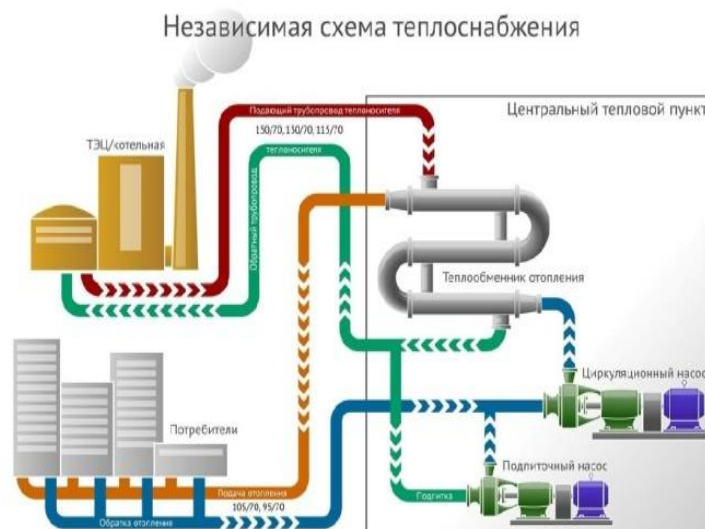 Независимая схема теплоснабжения
Подающий трубопровод теплоносителя
Центральный тепловой пункт
150/70, 130/70, 115/70
ТЭЦ/котельная
теплоносителя
Обратный трубопровод
Теплообменник отопления
Циркуляционный насос
Потребители
Подпиточный насос
Подача отопления
Подпитка
105/70, 95/70
Обратка отопления